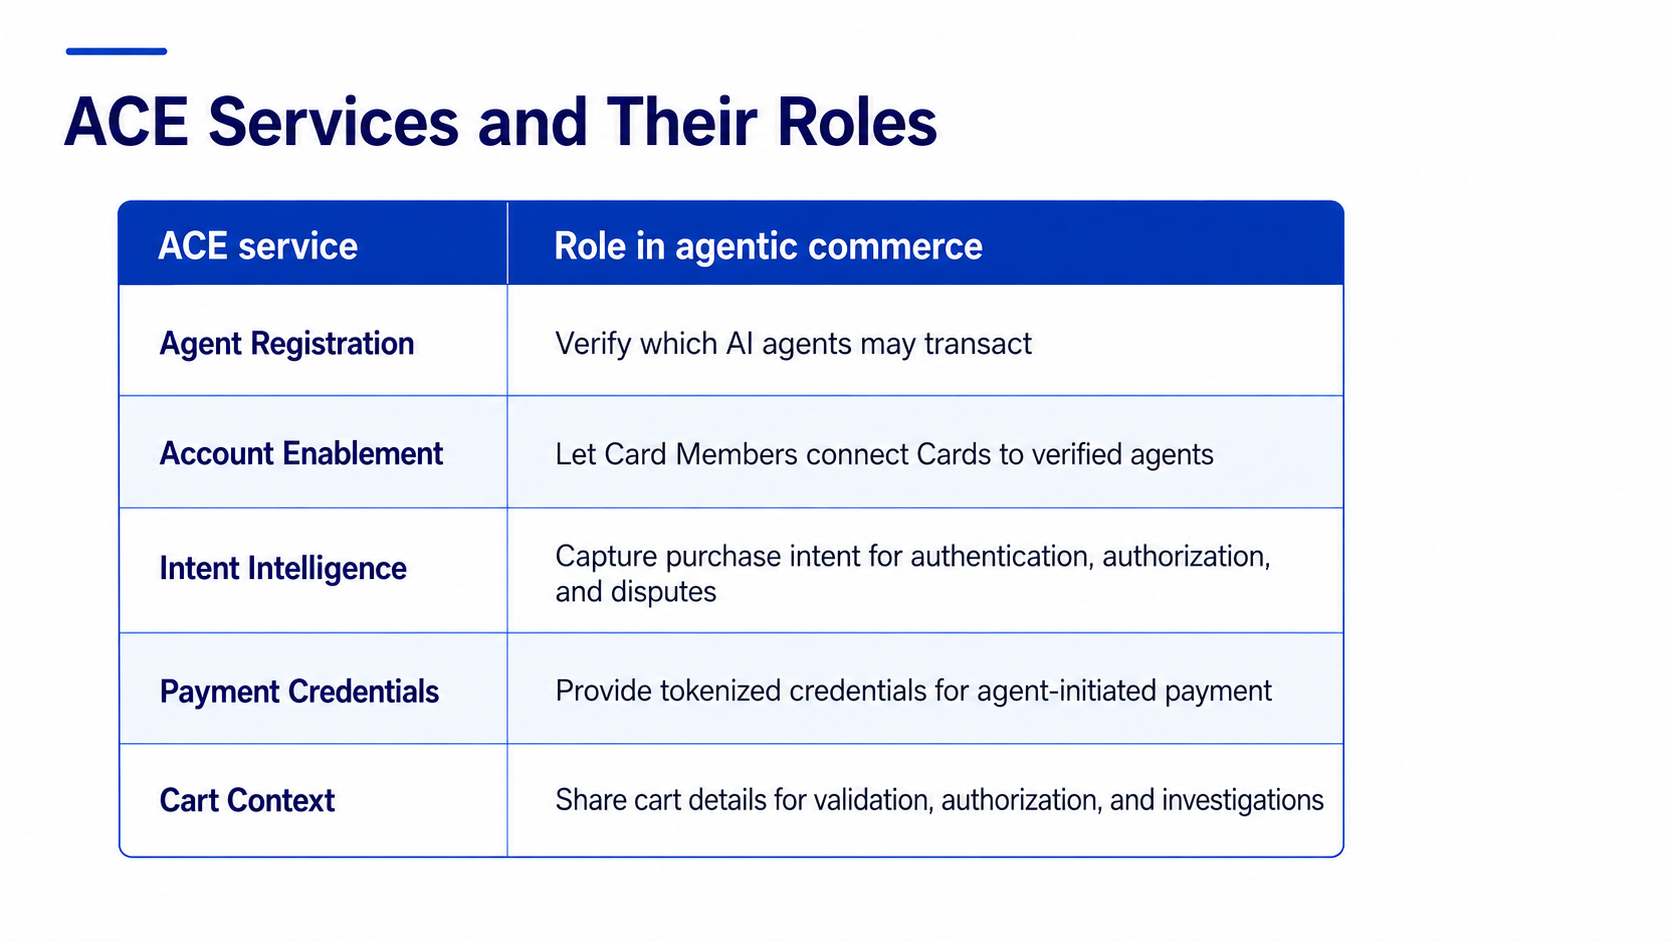 ACE Services and Their Roles
ACE service
Role in agentic commerce
Agent Registration
Verify which AI agents may transact
Account Enablement
Let Card Members connect Cards to verified agents
Intent Intelligence
Capture purchase intent for authentication, authorization,
and disputes
Payment Credentials
Provide tokenized credentials for agent-initiated payment
Cart Context
Share cart details for validation, authorization, and investigations